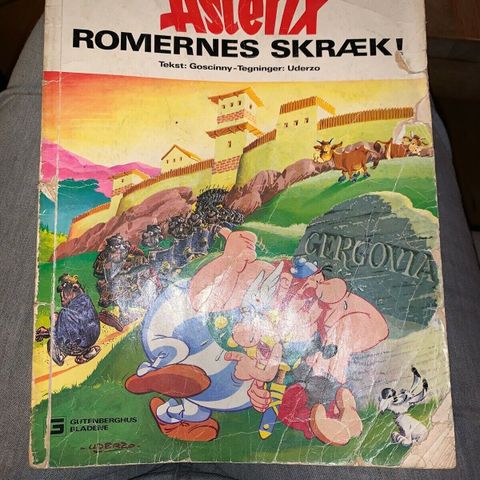 Asterix
ROMERNES SKRÆK!
Tekst: Goscinny-Tegninger: Uderzo
GERGOVIA
GUTENBERGHUS
BLADENE
-UDERZO-